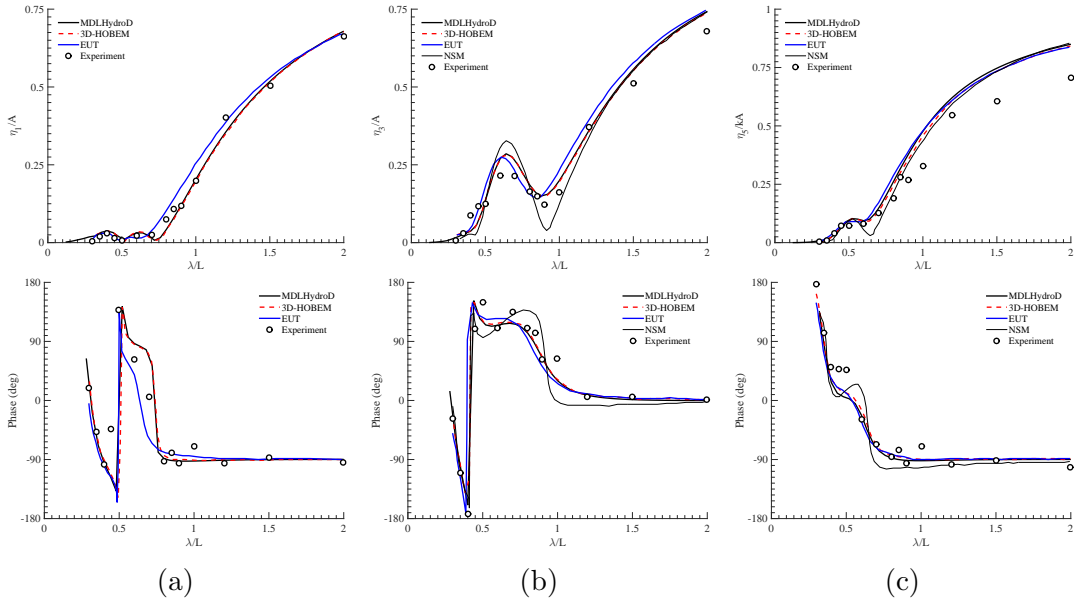 0.75
0.5
0.25
0
η1/A
MDLHydroD
3D-HOBEM
EUT
Experiment
0 0.5 1 1.5 2
λ/L
0.75
0.5
0.25
0
η3/A
MDLHydroD
3D-HOBEM
EUT
NSM
Experiment
0 0.5 1 1.5 2
λ/L
1
0.75
0.5
0.25
0
η5/kA
MDLHydroD
3D-HOBEM
EUT
NSM
Experiment
0 0.5 1 1.5 2
λ/L
180
90
0
-90
-180
Phase (deg)
MDLHydroD
3D-HOBEM
EUT
Experiment
0 0.5 1 1.5 2
λ/L
180
90
0
-90
-180
Phase (deg)
MDLHydroD
3D-HOBEM
EUT
NSM
Experiment
0 0.5 1 1.5 2
λ/L
180
90
0
-90
-180
Phase (deg)
MDLHydroD
3D-HOBEM
EUT
NSM
Experiment
0 0.5 1 1.5 2
λ/L
(a) (b) (c)